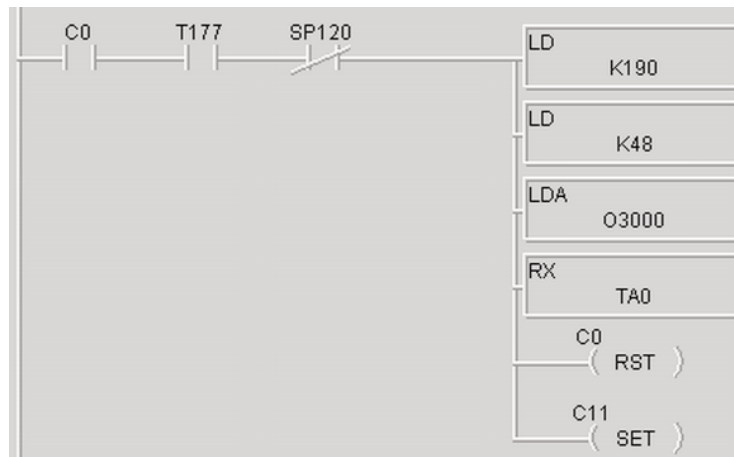 C0 T177 SP120
LD
K190
LD
K48
LDA
O3000
RX
TA0
C0
( RST )
C11
( SET )